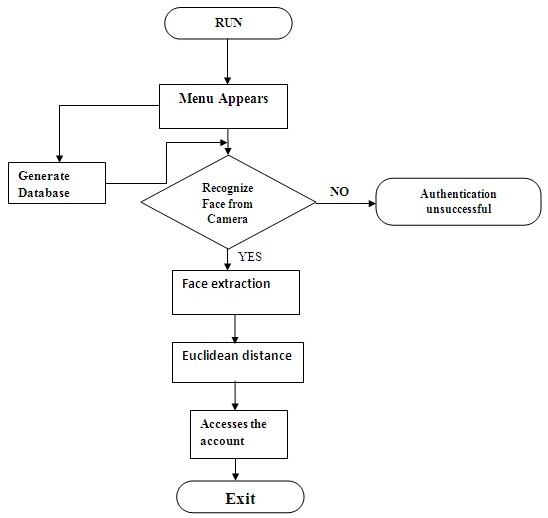 RUN
Menu Appears
Generate
Database
Recognize
Face from
Camera
NO
Authentication
unsuccessful
YES
Face extraction
Euclidean distance
Accesses the
account
Exit